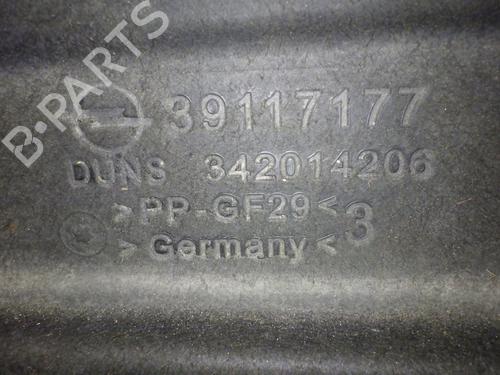 B-PARTS
39117177
DUNS 342014206
>PP-GF29<
3
>Germany<